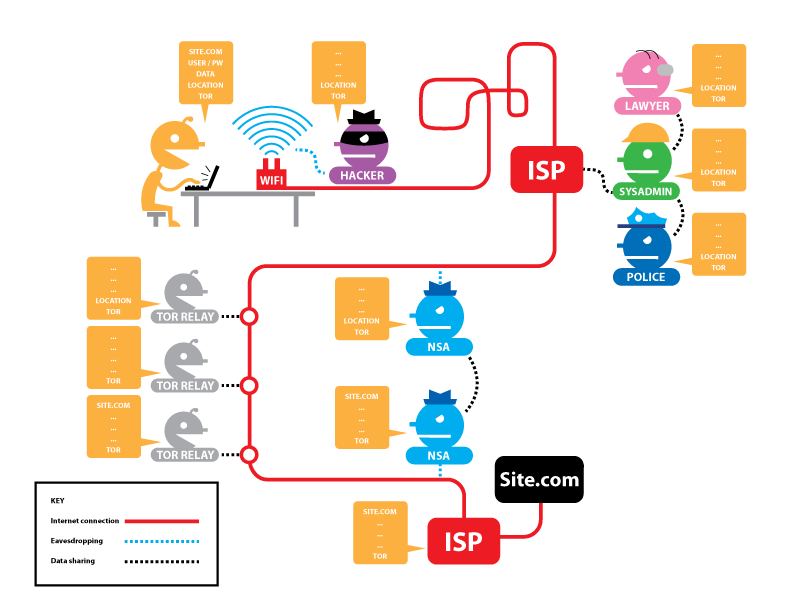 SITE.COM
USER / PW
DATA
LOCATION
TOR
...
...
...
LOCATION
TOR
WIFI
HACKER
ISP
LAWYER
...
...
...
LOCATION
TOR
SYSADMIN
...
...
...
LOCATION
TOR
POLICE
...
...
...
LOCATION
TOR
...
...
...
LOCATION
TOR
TOR RELAY
...
...
...
...
TOR
TOR RELAY
SITE.COM
...
...
...
TOR
TOR RELAY
...
...
...
LOCATION
TOR
NSA
SITE.COM
...
...
...
TOR
NSA
Site.com
SITE.COM
...
...
...
TOR
ISP
KEY
Internet connection
Eavesdropping
Data sharing